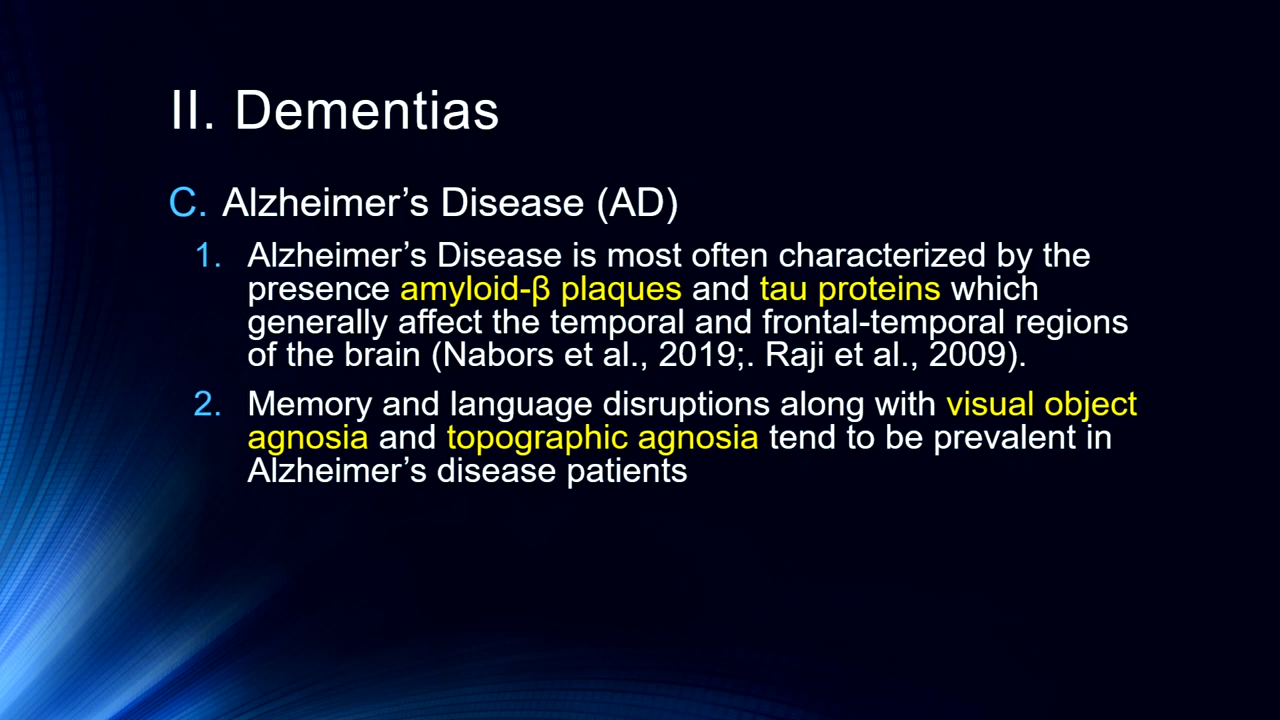 II. Dementias
C. Alzheimer’s Disease (AD)
1. Alzheimer’s Disease is most often characterized by the
presence amyloid-β plaques and tau proteins which
generally affect the temporal and frontal-temporal regions
of the brain (Nabors et al., 2019;. Raji et al., 2009).
2. Memory and language disruptions along with visual object
agnosia and topographic agnosia tend to be prevalent in
Alzheimer’s disease patients